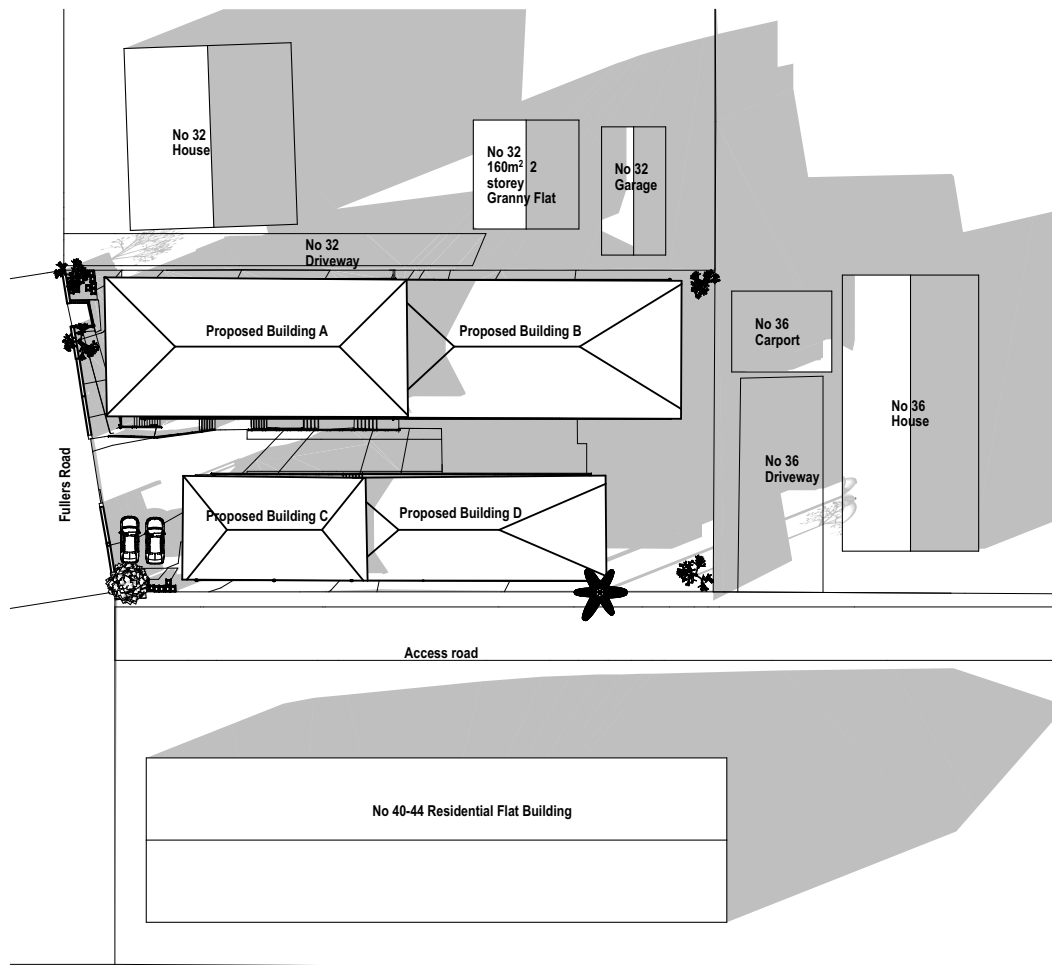 No 32
House
No 32
160m² 2
storey
Granny Flat
No 32
Garage
No 32
Driveway
Proposed Building A
Proposed Building B
No 36
Carport
No 36
House
No 36
Driveway
Fullers Road
Proposed Building C
Proposed Building D
Access road
No 40-44 Residential Flat Building